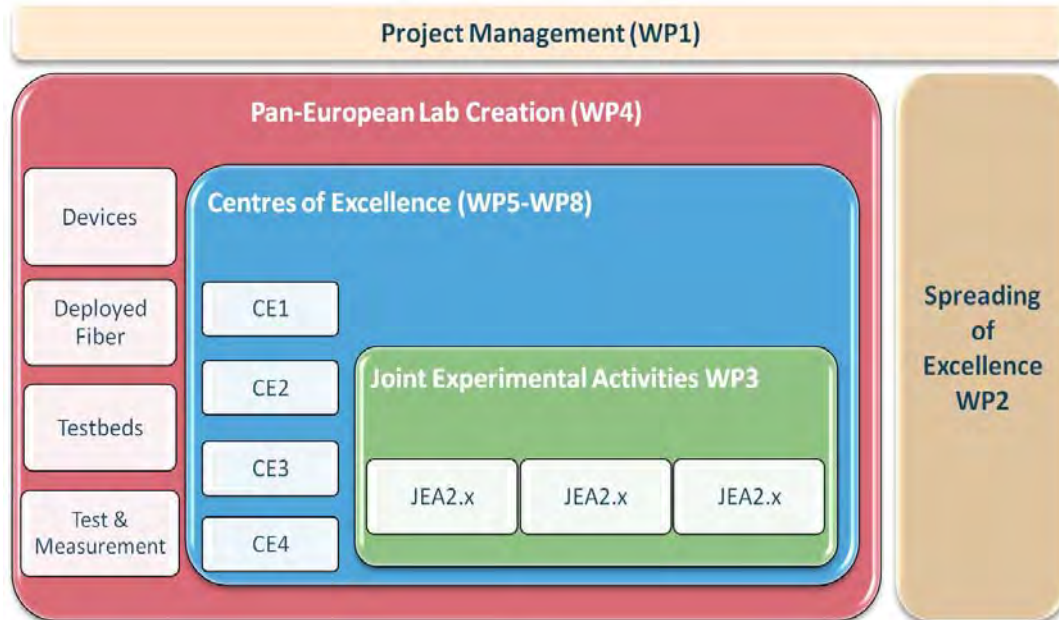 Project Management (WP1)
Pan-European Lab Creation (WP4)
Devices
Deployed
Fiber
Testbeds
Test &
Measurement
Centres of Excellence (WP5-WP8)
CE1
CE2
CE3
CE4
Joint Experimental Activities WP3
JEA2.x
JEA2.x
JEA2.x
Spreading
of
Excellence
WP2